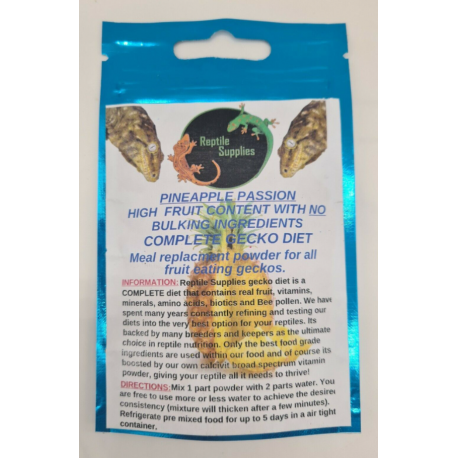 Reptile
Supplies
PINEAPPLE PASSION
HIGH FRUIT CONTENT WITH NO
BULKING INGREDIENTS
COMPLETE GECKO DIET
Meal replacment powder for all
fruit eating geckos.
INFORMATION: Reptile Supplies gecko diet is a
COMPLETE diet that contains real fruit, vitamins,
minerals, amino acids, biotics and Bee pollen. We have
spent many years constantly refining and testing our
diets into the very best option for your reptiles. Its
backed by many breeders and keepers as the ultimate
choice in reptile nutrition. Only the best food grade
ingredients are used within our food and of course its
boosted by our own calcivit broad spectrum vitamin
powder, giving your reptile all it needs to thrive!
DIRECTIONS: Mix 1 part powder with 2 parts water. You
are free to use more or less water to achieve the desired
consistency (mixture will thicken after a few minutes).
Refrigerate pre mixed food for up to 5 days in a air tight
container.